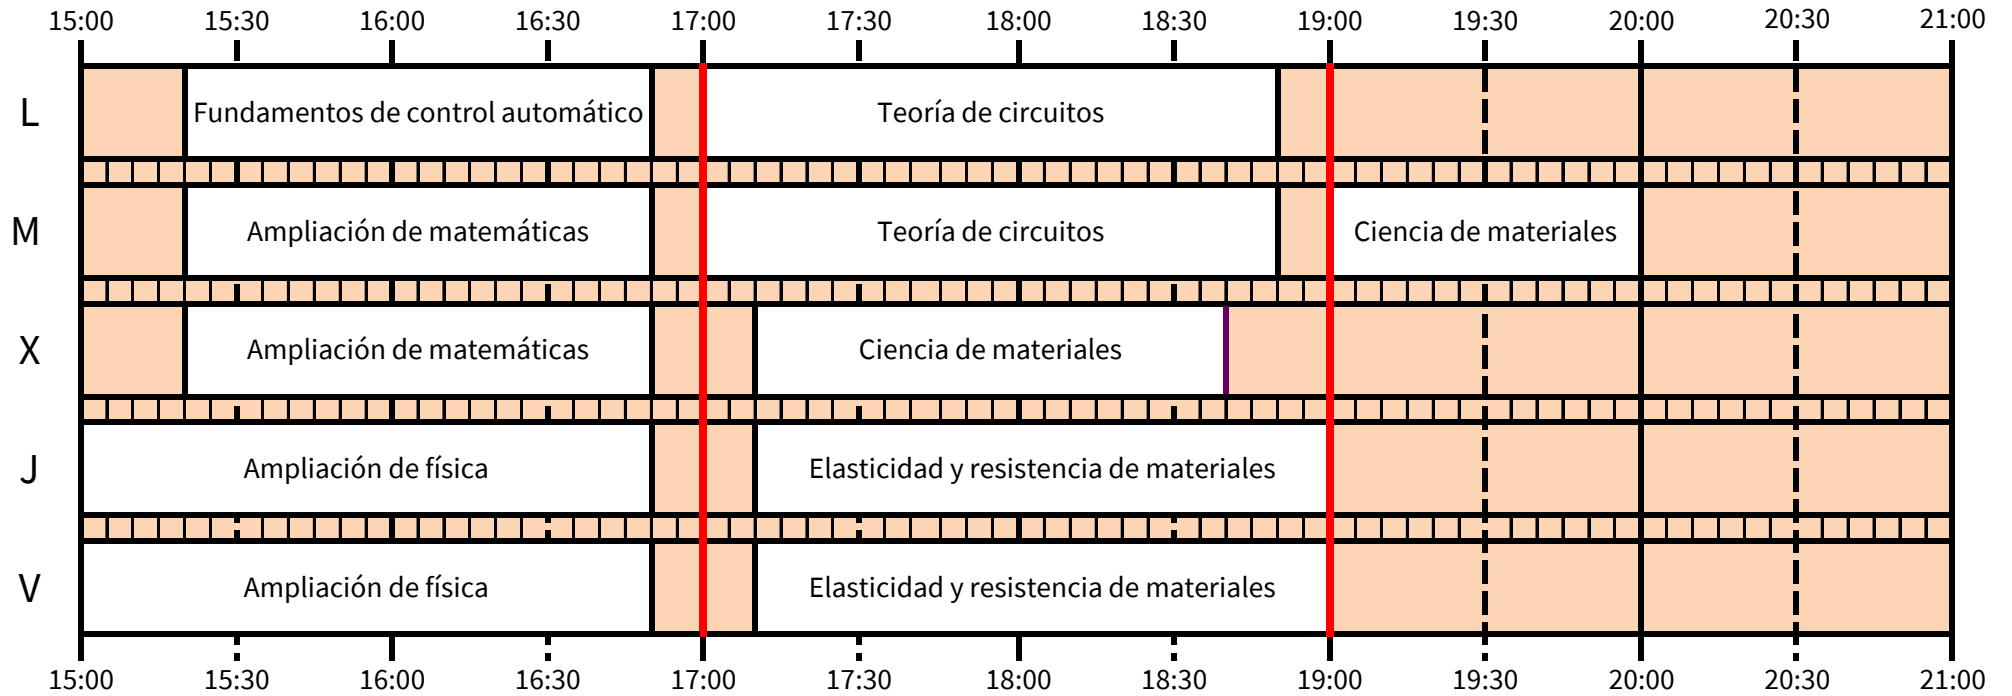 15:00 15:30 16:00 16:30 17:00 17:30 18:00 18:30 19:00 19:30 20:00 20:30 21:00
L Fundamentos de control automático Teoría de circuitos
M Ampliación de matemáticas Teoría de circuitos Ciencia de materiales
X Ampliación de matemáticas Ciencia de materiales
J Ampliación de física Elasticidad y resistencia de materiales
V Ampliación de física Elasticidad y resistencia de materiales
15:00 15:30 16:00 16:30 17:00 17:30 18:00 18:30 19:00 19:30 20:00 20:30 21:00